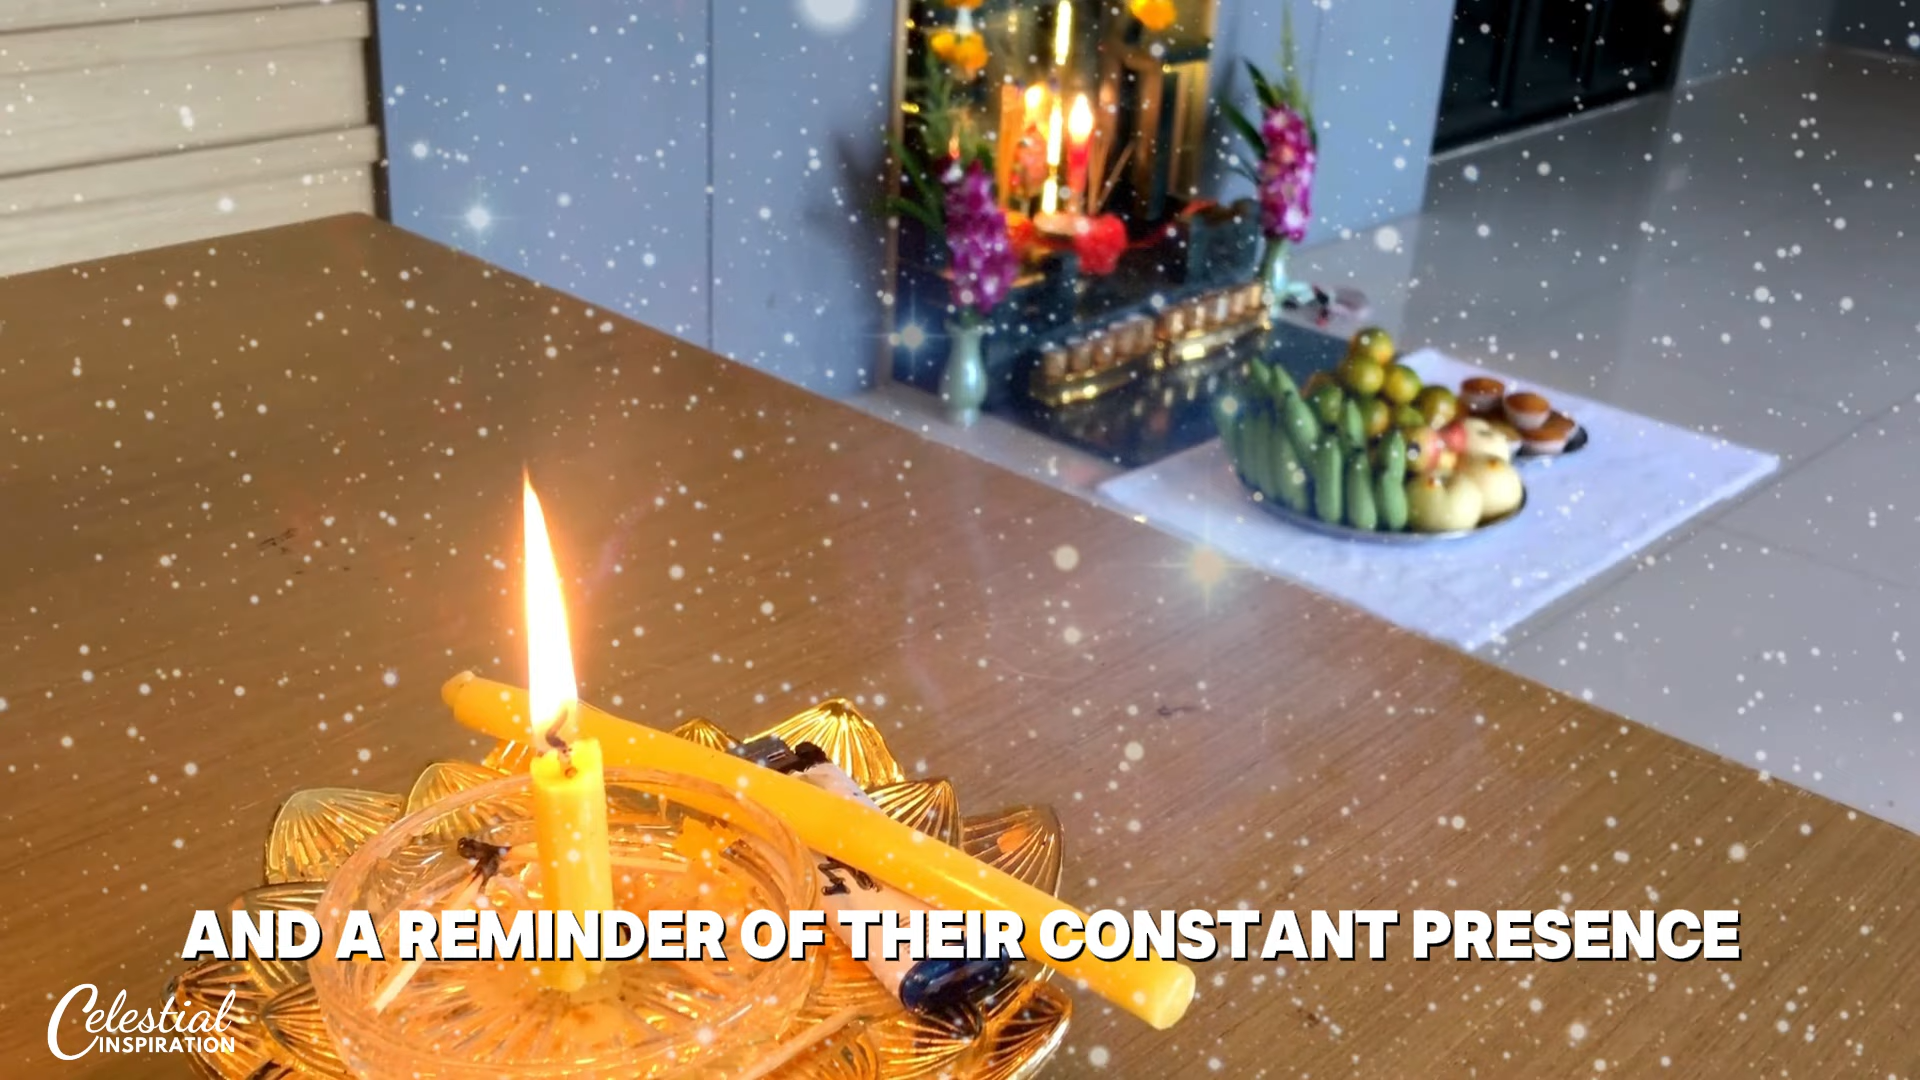 AND A REMINDER OF THEIR CONSTANT PRESENCE
Celestial
INSPIRATION